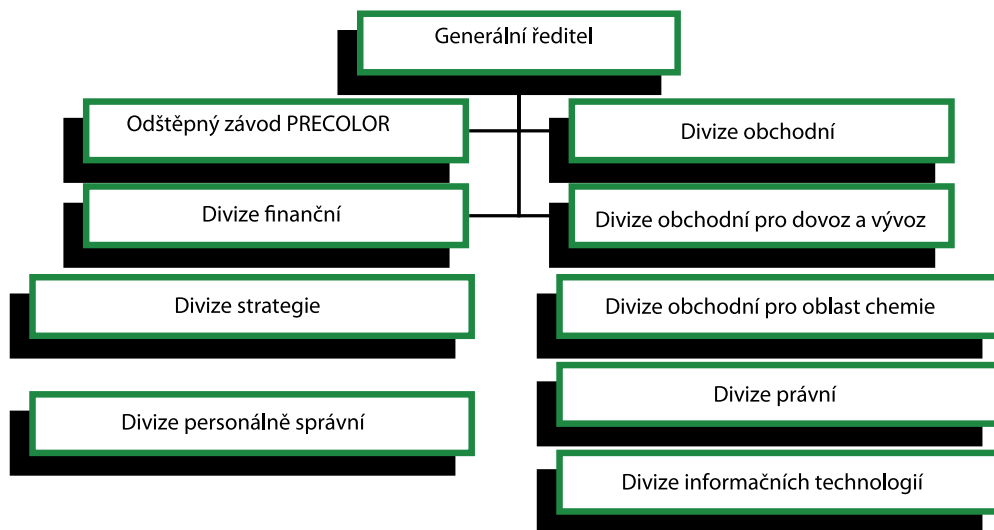 Generální ředitel
Odštěpný závod PRECOLOR
Divize obchodní
Divize finanční
Divize obchodní pro dovoz a vývoz
Divize strategie
Divize obchodní pro oblast chemie
Divize právní
Divize personálně správní
Divize informačních technologií